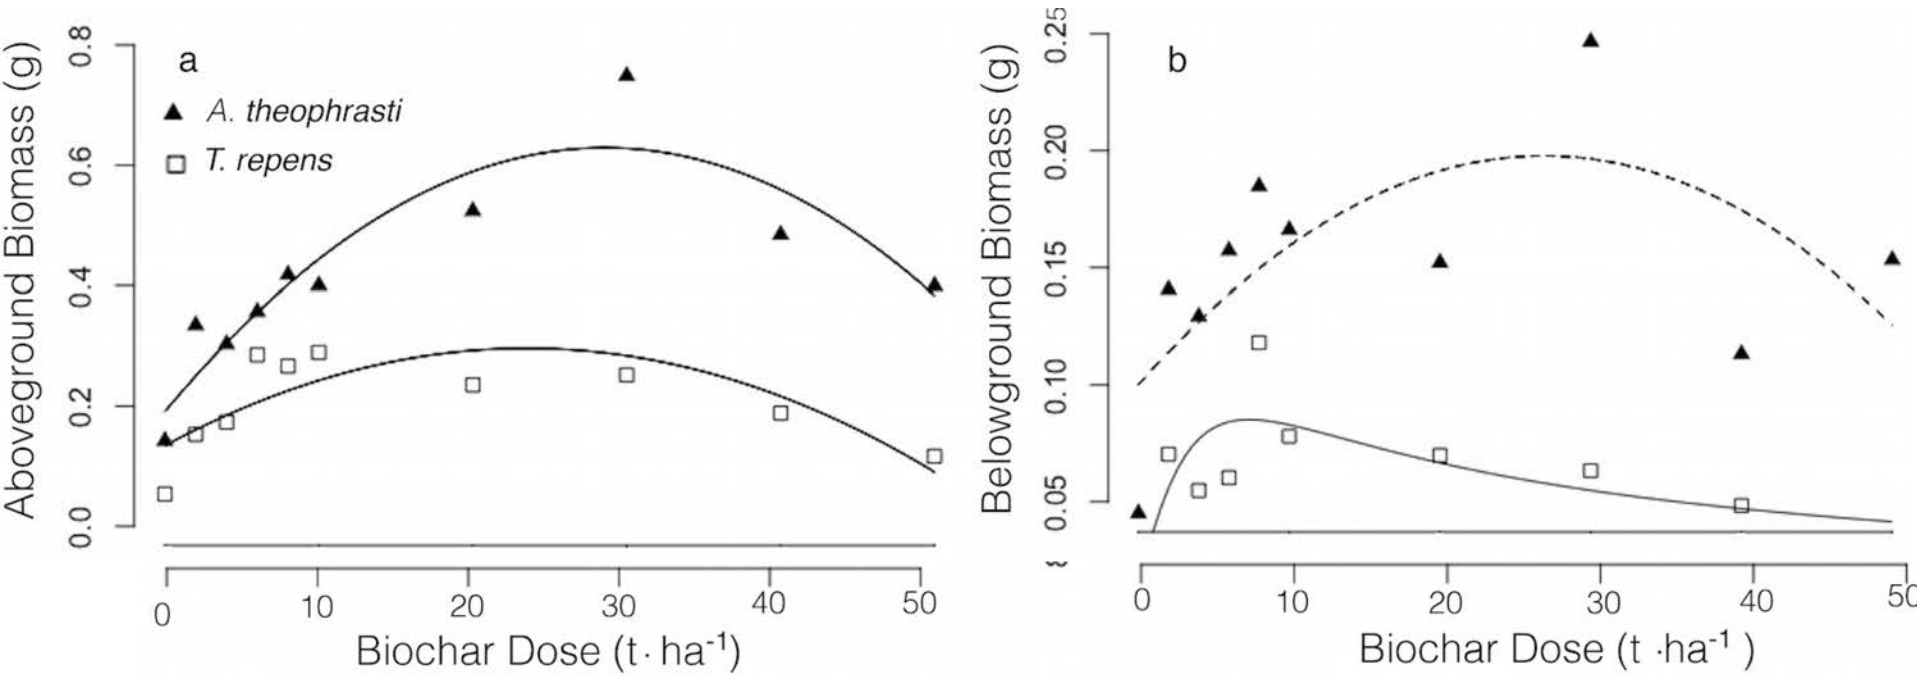 a
A. theophrasti
T. repens
Aboveground Biomass (g)
0.8
0.6
0.4
0.2
0.0
0 10 20 30 40 50
Biochar Dose (t· ha⁻¹)
b
Belowground Biomass (g)
0.25
0.20
0.15
0.10
0.05
0 10 20 30 40 50
Biochar Dose (t ·ha⁻¹ )